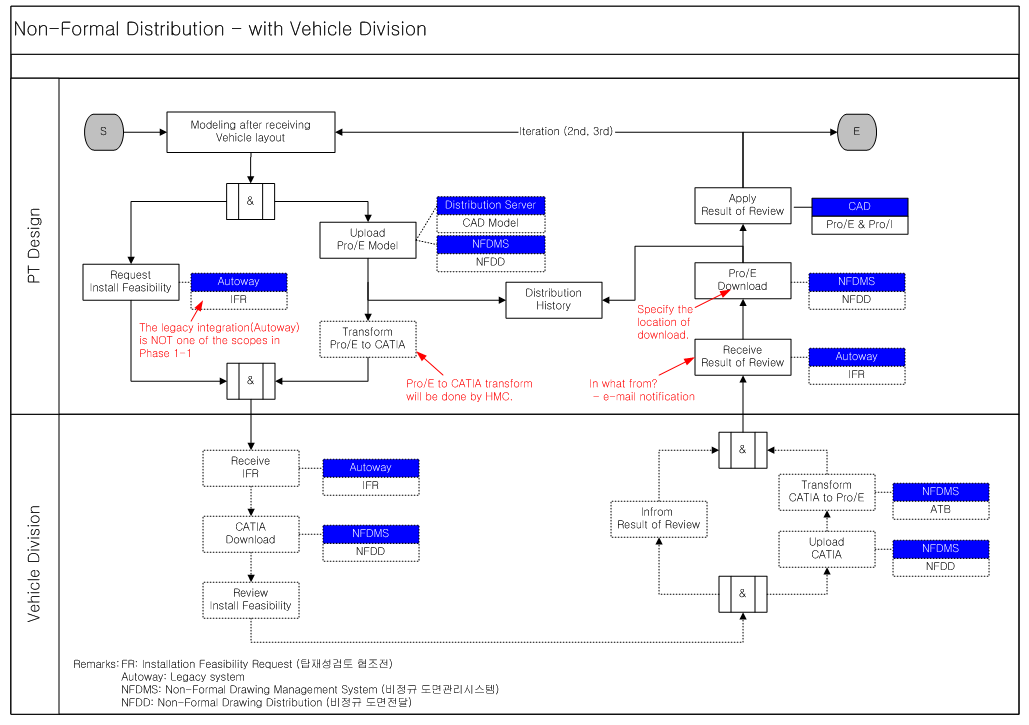 Non-Formal Distribution - with Vehicle Division
PT Design
S
Modeling after receiving
Vehicle layout
Iteration (2nd, 3rd)
E
&
Distribution Server
CAD Model
Upload
Pro/E Model
NFDMS
NFDD
Apply
Result of Review
CAD
Pro/E & Pro/I
Request
Install Feasibility
Autoway
IFR
Distribution
History
Pro/E
Download
NFDMS
NFDD
The legacy integration(Autoway)
is NOT one of the scopes in
Phase 1-1
Transform
Pro/E to CATIA
Specify the
location of
download.
Receive
Result of Review
Autoway
IFR
&
Pro/E to CATIA transform
will be done by HMC.
In what from?
- e-mail notification
Vehicle Division
Receive
IFR
Autoway
IFR
&
Transform
CATIA to Pro/E
NFDMS
ATB
CATIA
Download
NFDMS
NFDD
Infrom
Result of Review
Upload
CATIA
NFDMS
NFDD
Review
Install Feasibility
&
Remarks: FR: Installation Feasibility Request (탑재성검토 협조전)
Autoway: Legacy system
NFDMS: Non-Formal Drawing Management System (비정규 도면관리시스템)
NFDD: Non-Formal Drawing Distribution (비정규 도면전달)